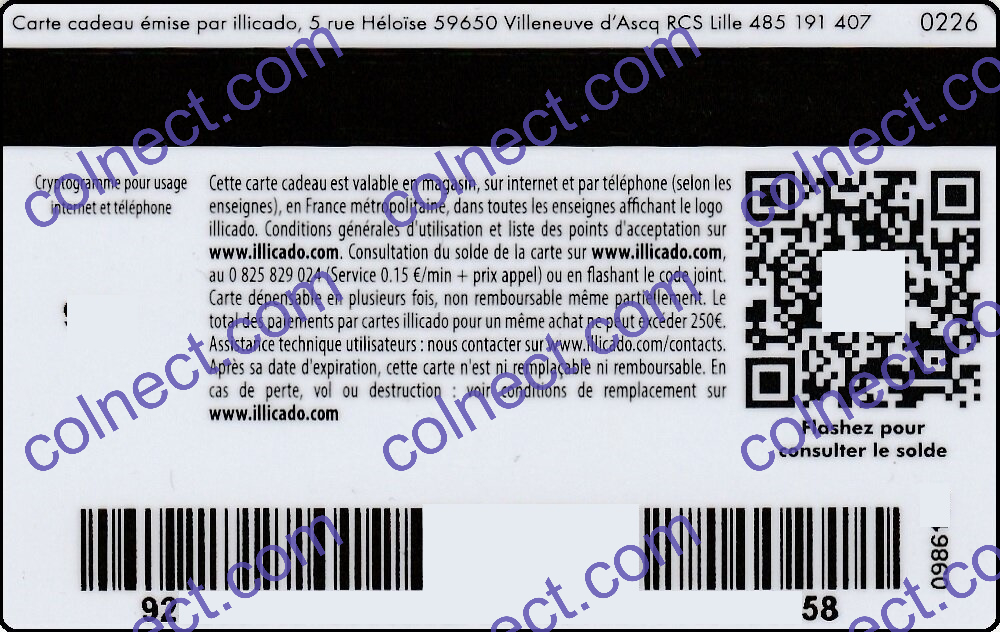 Carte cadeau émise par illicado, 5 rue Héloïse 59650 Villeneuve d'Ascq RCS Lille 485 191 407 0226
Cryptogramme pour usage
internet et téléphone
Cette carte cadeau est valable en magasin, sur internet et par téléphone (selon les
enseignes), en France métropolitaine, dans toutes les enseignes affichant le logo
illicado. Conditions générales d'utilisation et liste des points d'acceptation sur
www.illicado.com. Consultation du solde de la carte sur www.illicado.com,
au 0 825 829 024 (Service 0.15 €/min + prix appel) ou en flashant le code joint.
Carte dépensable en plusieurs fois, non remboursable même partiellement. Le
total des paiements par cartes illicado pour un même achat ne peut excéder 250€.
Assistance technique utilisateurs : nous contacter sur www.illicado.com/contacts.
Après sa date d'expiration, cette carte n'est ni remplaçable ni remboursable. En
cas de perte, vol ou destruction : voir conditions de remplacement sur
www.illicado.com
Flashez pour
consulter le solde
92
58
09861
colnect.com
colnect.com
colnect.com
colnect.com
colnect.com
colnect.com
colnect.com
colnect.com
colnect.com